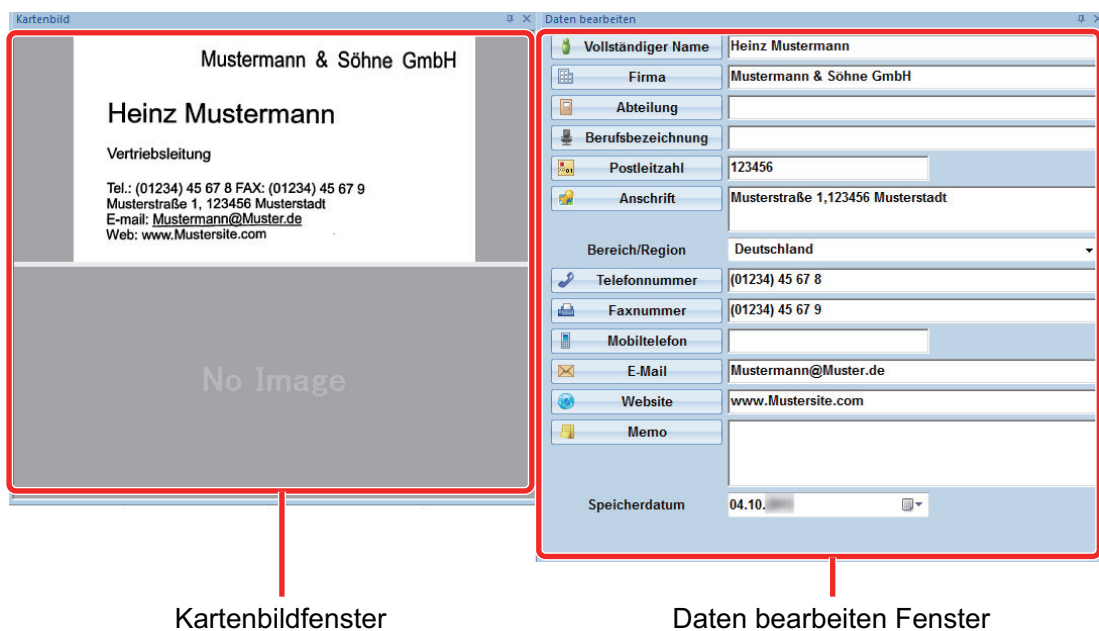 Kartenbild
Mustermann & Söhne GmbH
Heinz Mustermann
Vertriebsleitung
Tel.: (01234) 45 67 8 FAX: (01234) 45 67 9
Musterstraße 1, 123456 Musterstadt
E-mail: Mustermann@Muster.de
Web: www.Mustersite.com
No Image
Kartenbildfenster
Daten bearbeiten
Vollständiger Name Heinz Mustermann
Firma Mustermann & Söhne GmbH
Abteilung
Berufsbezeichnung
Postleitzahl 123456
Anschrift Musterstraße 1,123456 Musterstadt
Bereich/Region Deutschland
Telefonnummer (01234) 45 67 8
Faxnummer (01234) 45 67 9
Mobiltelefon
E-Mail Mustermann@Muster.de
Website www.Mustersite.com
Memo
Speicherdatum 04.10.
Daten bearbeiten Fenster